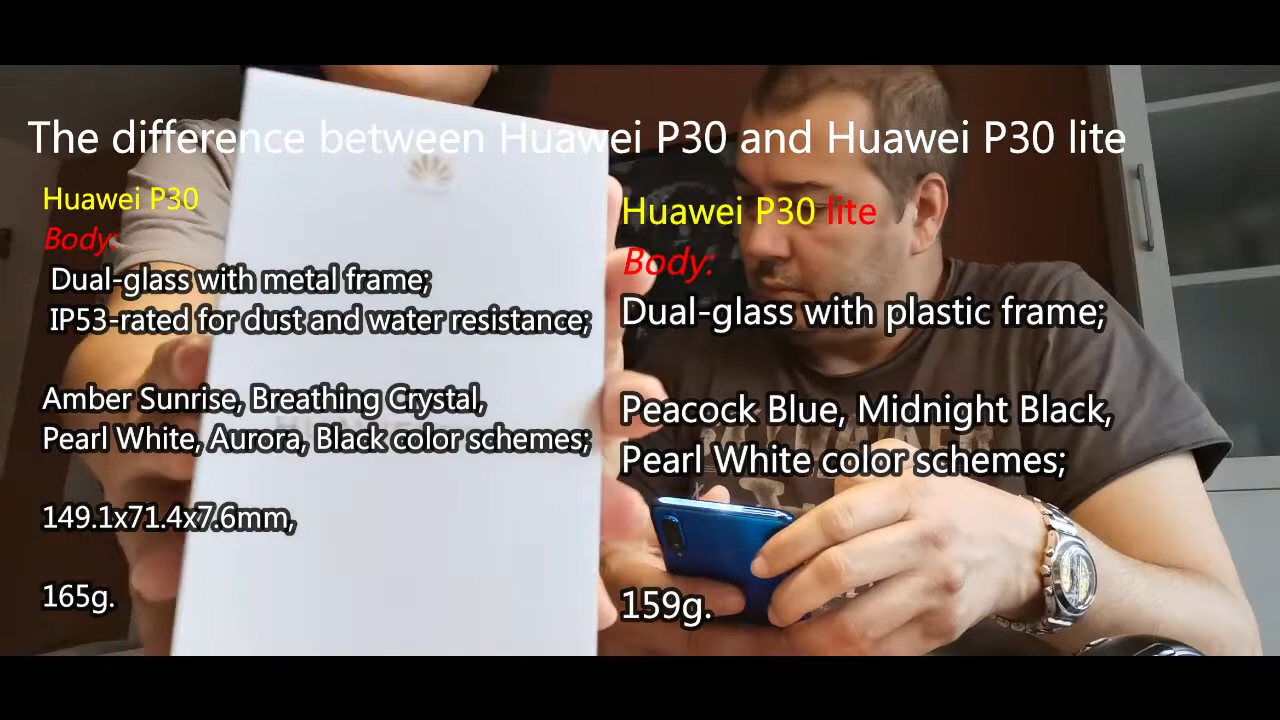 The difference between Huawei P30 and Huawei P30 lite
Huawei P30
Body:
Dual-glass with metal frame;
IP53-rated for dust and water resistance;
Amber Sunrise, Breathing Crystal,
Pearl White, Aurora, Black color schemes;
149.1x71.4x7.6mm,
165g.
Huawei P30 lite
Body:
Dual-glass with plastic frame;
Peacock Blue, Midnight Black,
Pearl White color schemes;
159g.